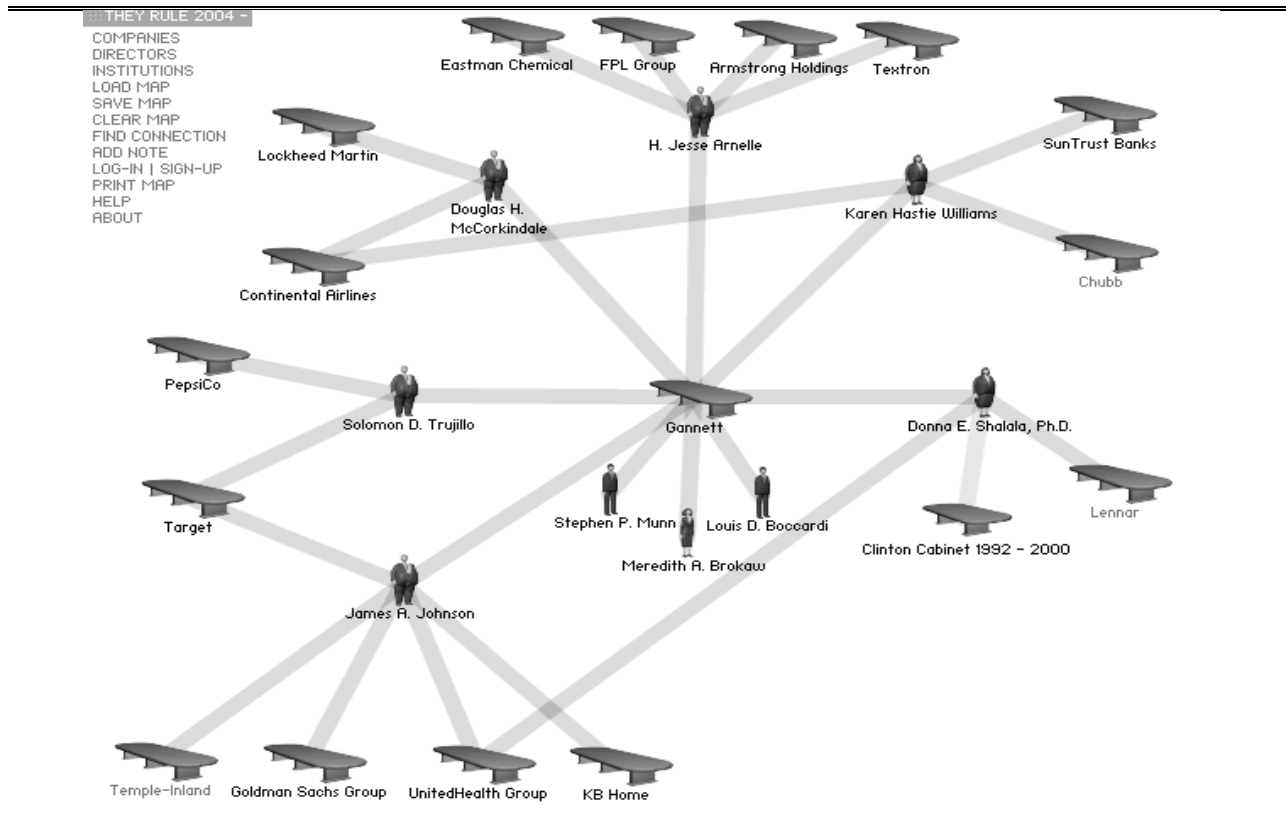 THEY RULE 2004 -
COMPANIES
DIRECTORS
INSTITUTIONS
LOAD MAP
SAVE MAP
CLEAR MAP
FIND CONNECTION
ADD NOTE
LOG-IN | SIGN-UP
PRINT MAP
HELP
ABOUT
Eastman Chemical
FPL Group
Armstrong Holdings
Textron
H. Jesse Arnelle
Lockheed Martin
SunTrust Banks
Douglas H.
McCorkindale
Karen Hastie Williams
Continental Airlines
Chubb
PepsiCo
Solomon D. Trujillo
Gannett
Donna E. Shalala, Ph.D.
Target
Stephen P. Munn
Louis D. Boccardi
Meredith A. Brokaw
Lennar
Clinton Cabinet 1992 - 2000
James A. Johnson
Temple-Inland
Goldman Sachs Group
UnitedHealth Group
KB Home